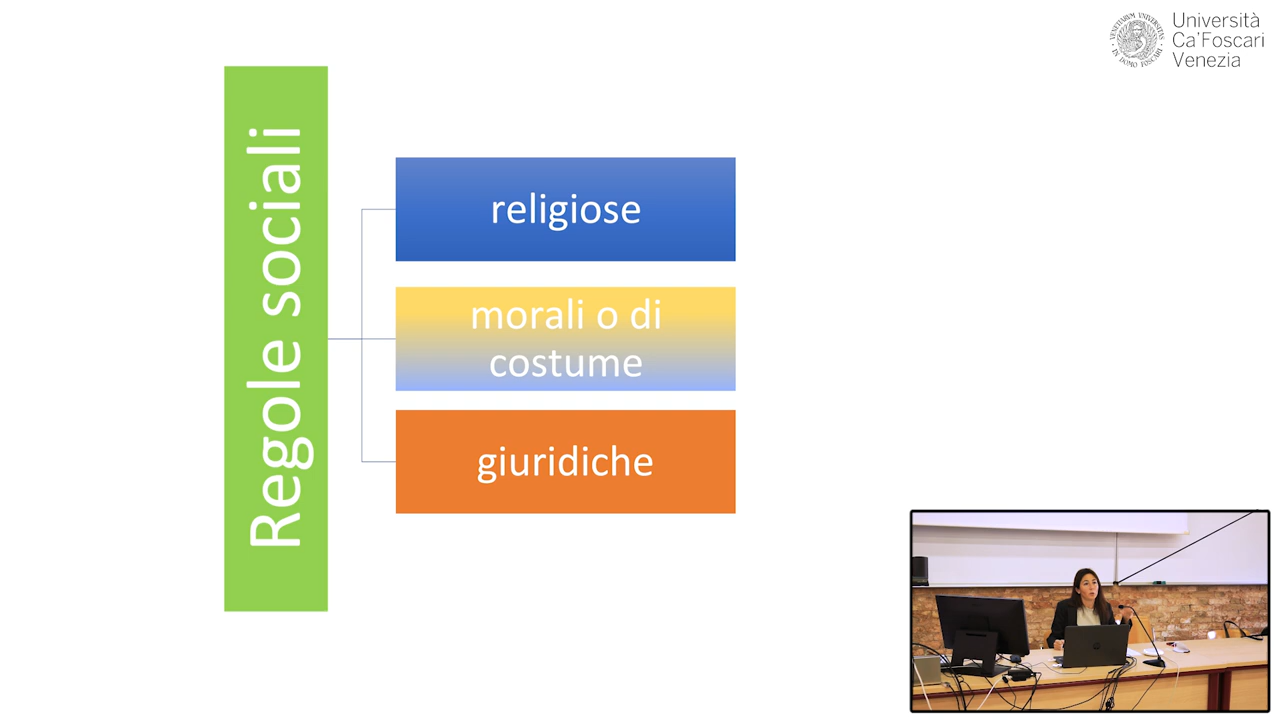 Università
Ca'Foscari
Venezia
Regole sociali
religiose
morali o di
costume
giuridiche